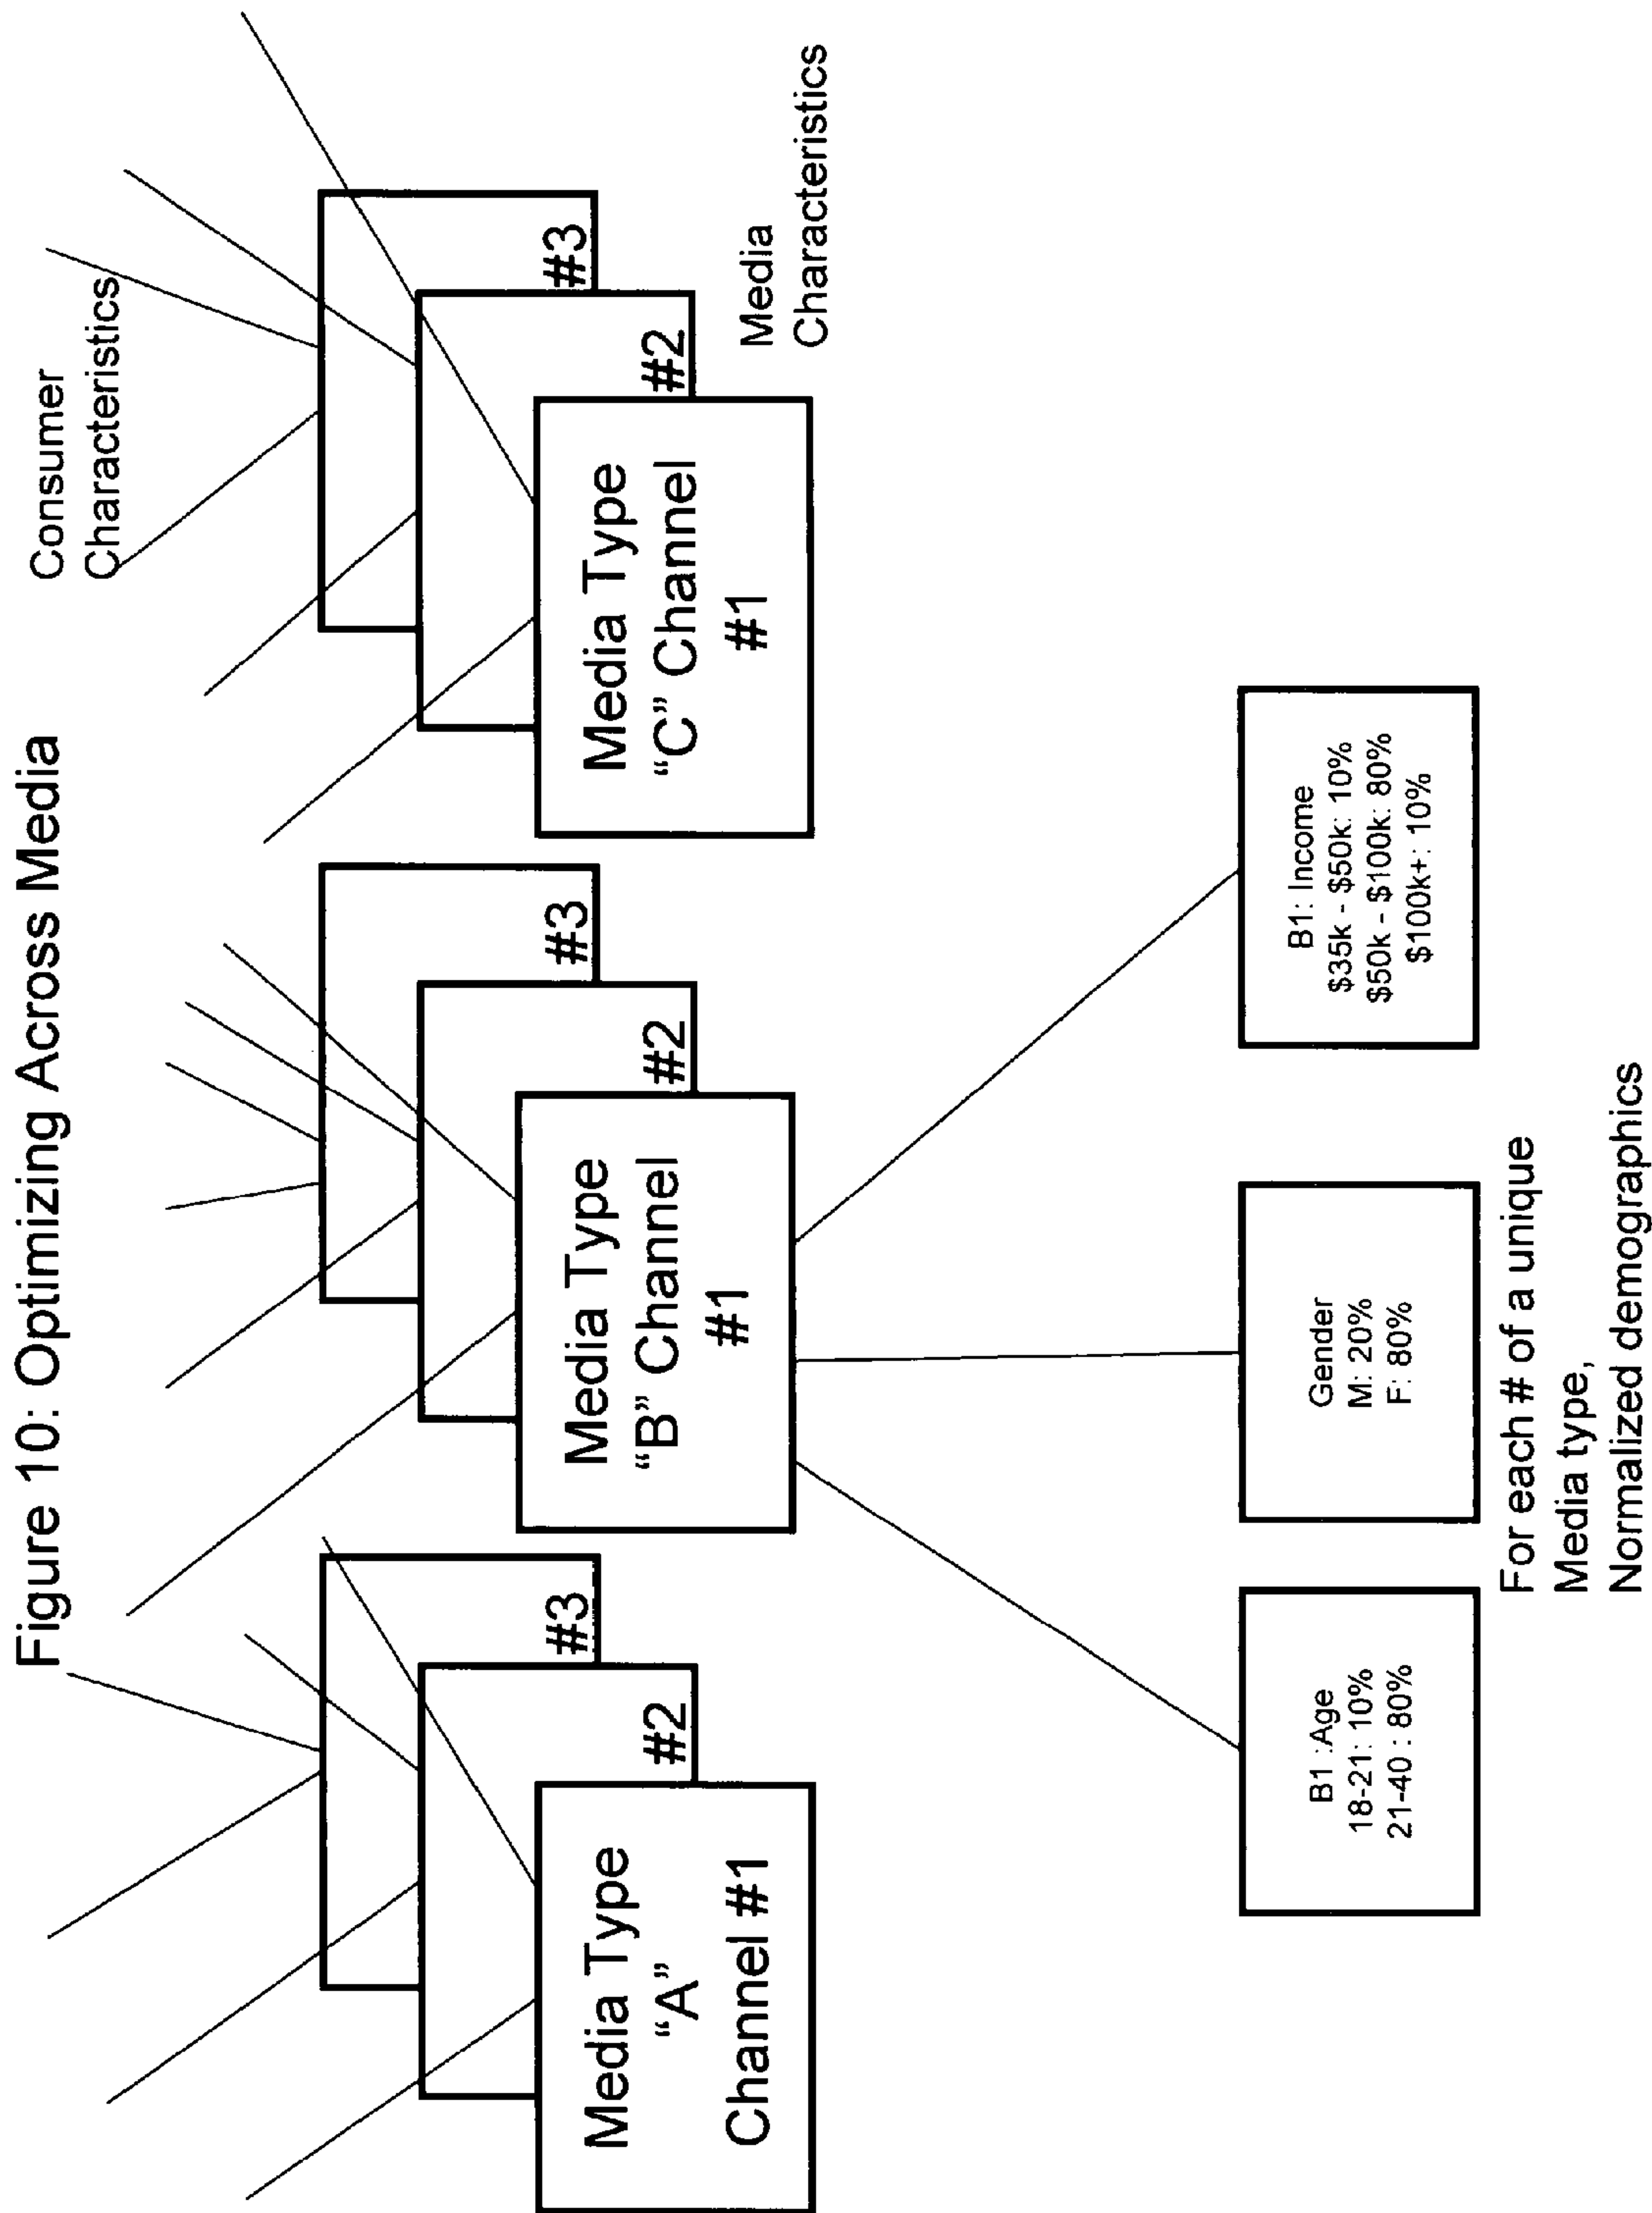 Figure 10: Optimizing Across Media
Consumer
Characteristics
#3
#2
Media Type
“A”
Channel #1
#3
#2
Media Type
“B” Channel
#1
#3
#2
Media Type
“C” Channel
#1
Media
Characteristics
B1 :Age
18-21: 10%
21-40 : 80%
Gender
M: 20%
F: 80%
B1: Income
$35k - $50k: 10%
$50k - $100k: 80%
$100k+: 10%
For each # of a unique
Media type,
Normalized demographics